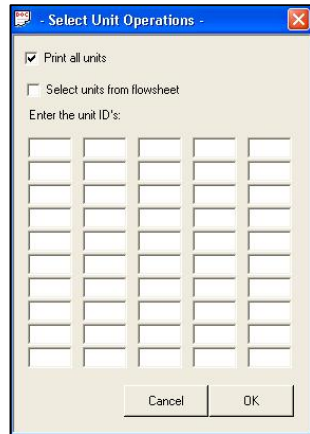 - Select Unit Operations -
Print all units
Select units from flowsheet
Enter the unit ID's:
Cancel OK